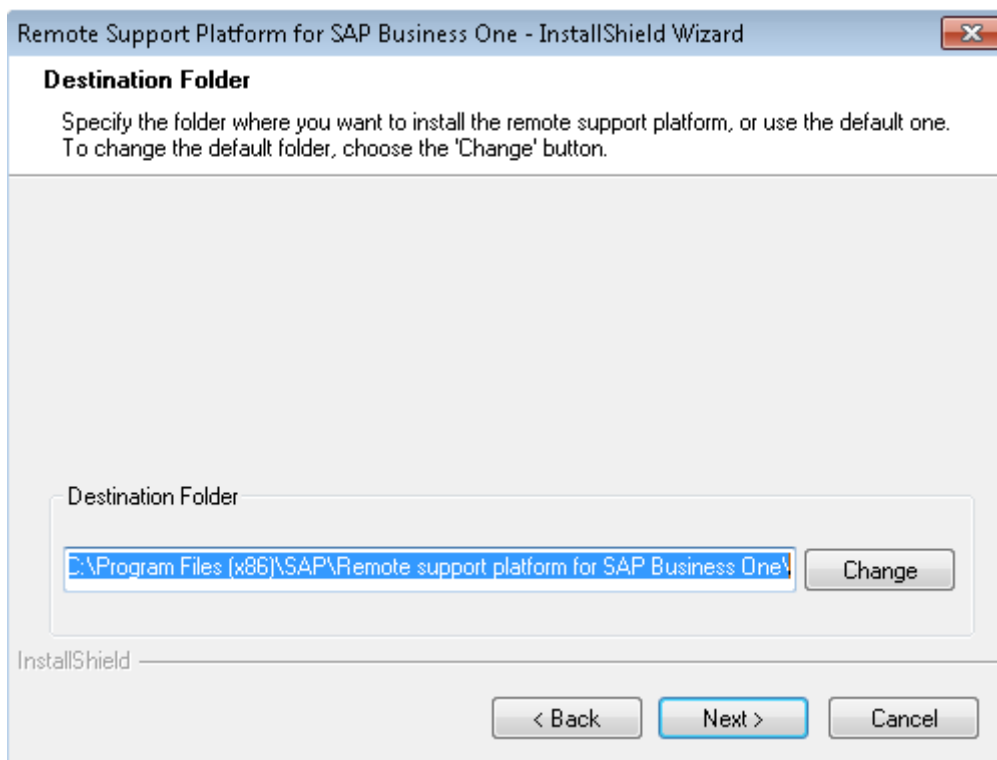 Remote Support Platform for SAP Business One - InstallShield Wizard
Destination Folder
Specify the folder where you want to install the remote support platform, or use the default one.
To change the default folder, choose the 'Change' button.
Destination Folder
C:\Program Files (x86)\SAP\Remote support platform for SAP Business One\
Change
InstallShield
< Back
Next >
Cancel